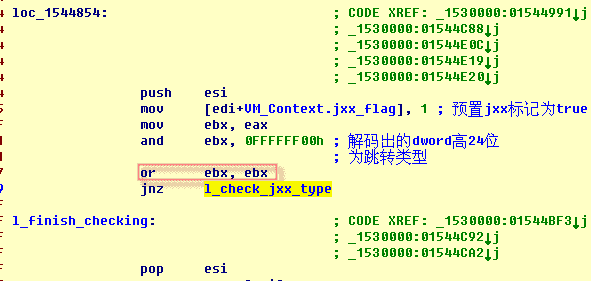 loc_1544854: ; CODE XREF: _1530000:01544991↓j
; _1530000:01544C88↓j
; _1530000:01544E0C↓j
; _1530000:01544E19↓j
; _1530000:01544E20↓j
push esi
mov [edi+VM_Context.jxx_flag], 1 ; 预置jxx标记为true
mov ebx, eax
and ebx, 0FFFFFF00h ; 解码出的dword高24位
; 为跳转类型
or ebx, ebx
jnz l_check_jxx_type
l_finish_checking: ; CODE XREF: _1530000:01544BF3↓j
; _1530000:01544C92↓j
; _1530000:01544CA2↓j
pop esi